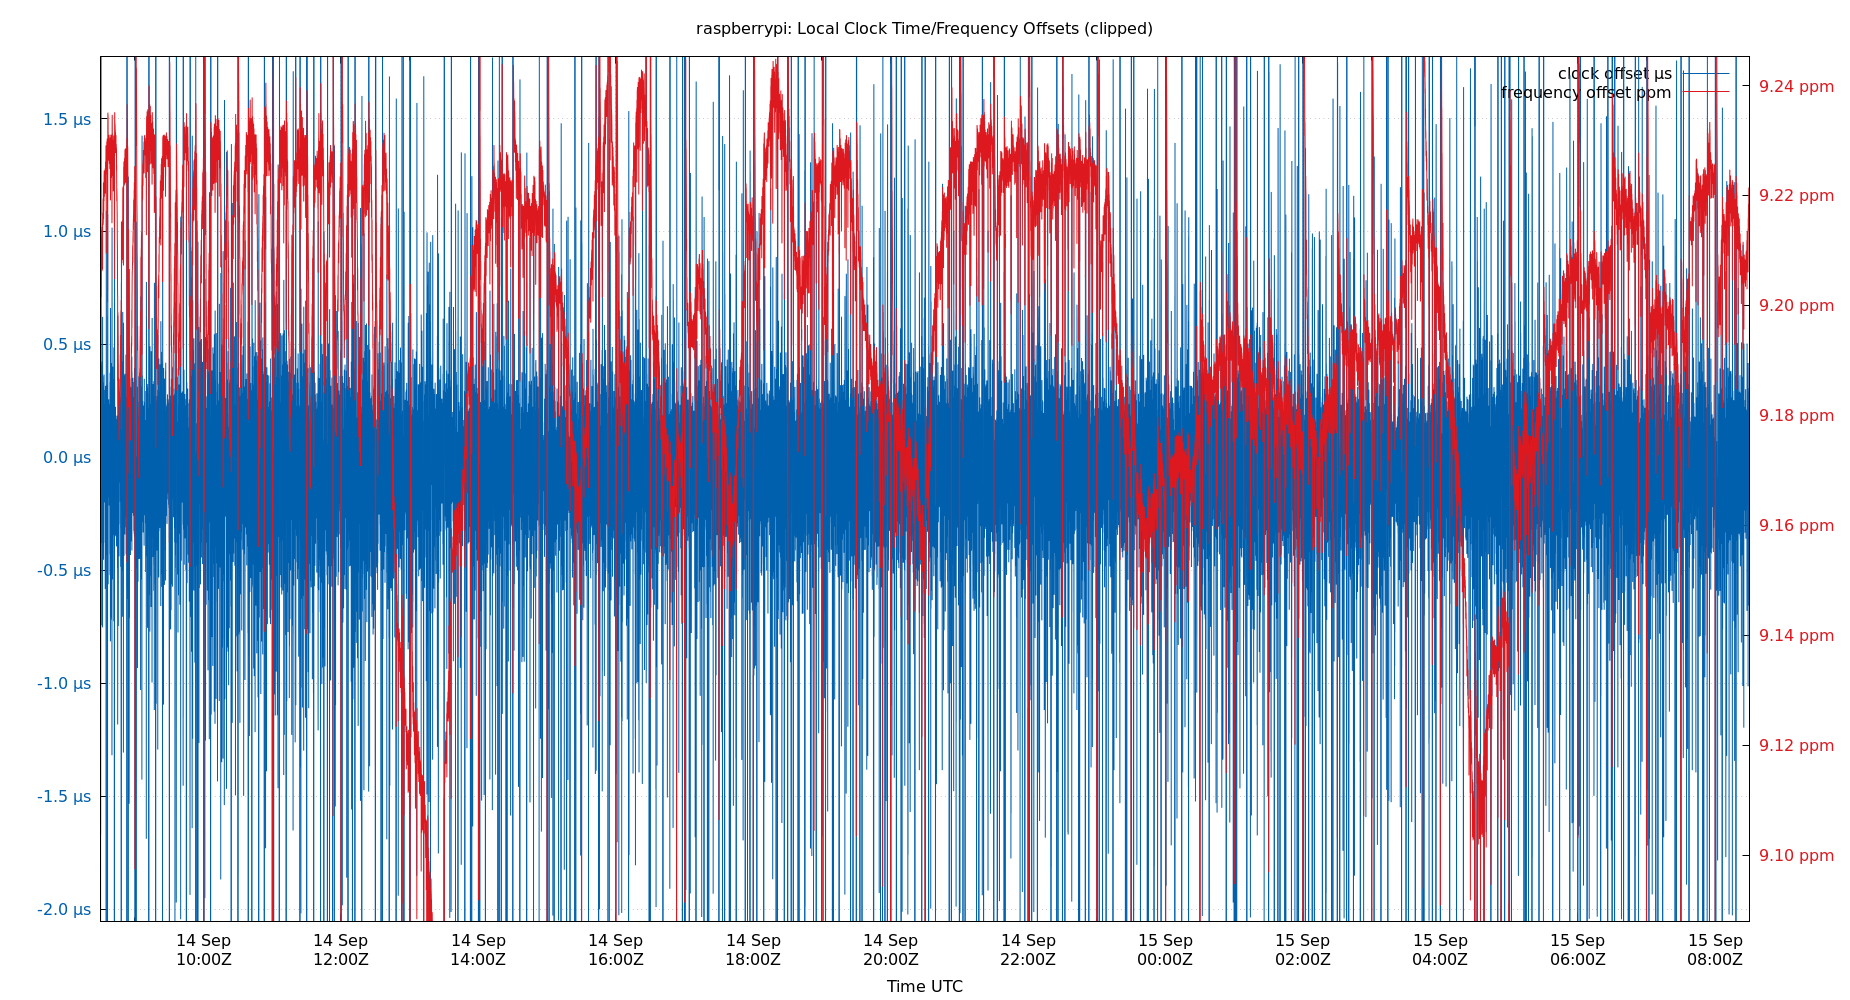 raspberrypi: Local Clock Time/Frequency Offsets (clipped)
clock offset µs
frequency offset ppm
1.5 µs
1.0 µs
0.5 µs
0.0 µs
-0.5 µs
-1.0 µs
-1.5 µs
-2.0 µs
9.24 ppm
9.22 ppm
9.20 ppm
9.18 ppm
9.16 ppm
9.14 ppm
9.12 ppm
9.10 ppm
14 Sep
10:00Z
14 Sep
12:00Z
14 Sep
14:00Z
14 Sep
16:00Z
14 Sep
18:00Z
14 Sep
20:00Z
14 Sep
22:00Z
15 Sep
00:00Z
15 Sep
02:00Z
15 Sep
04:00Z
15 Sep
06:00Z
15 Sep
08:00Z
Time UTC